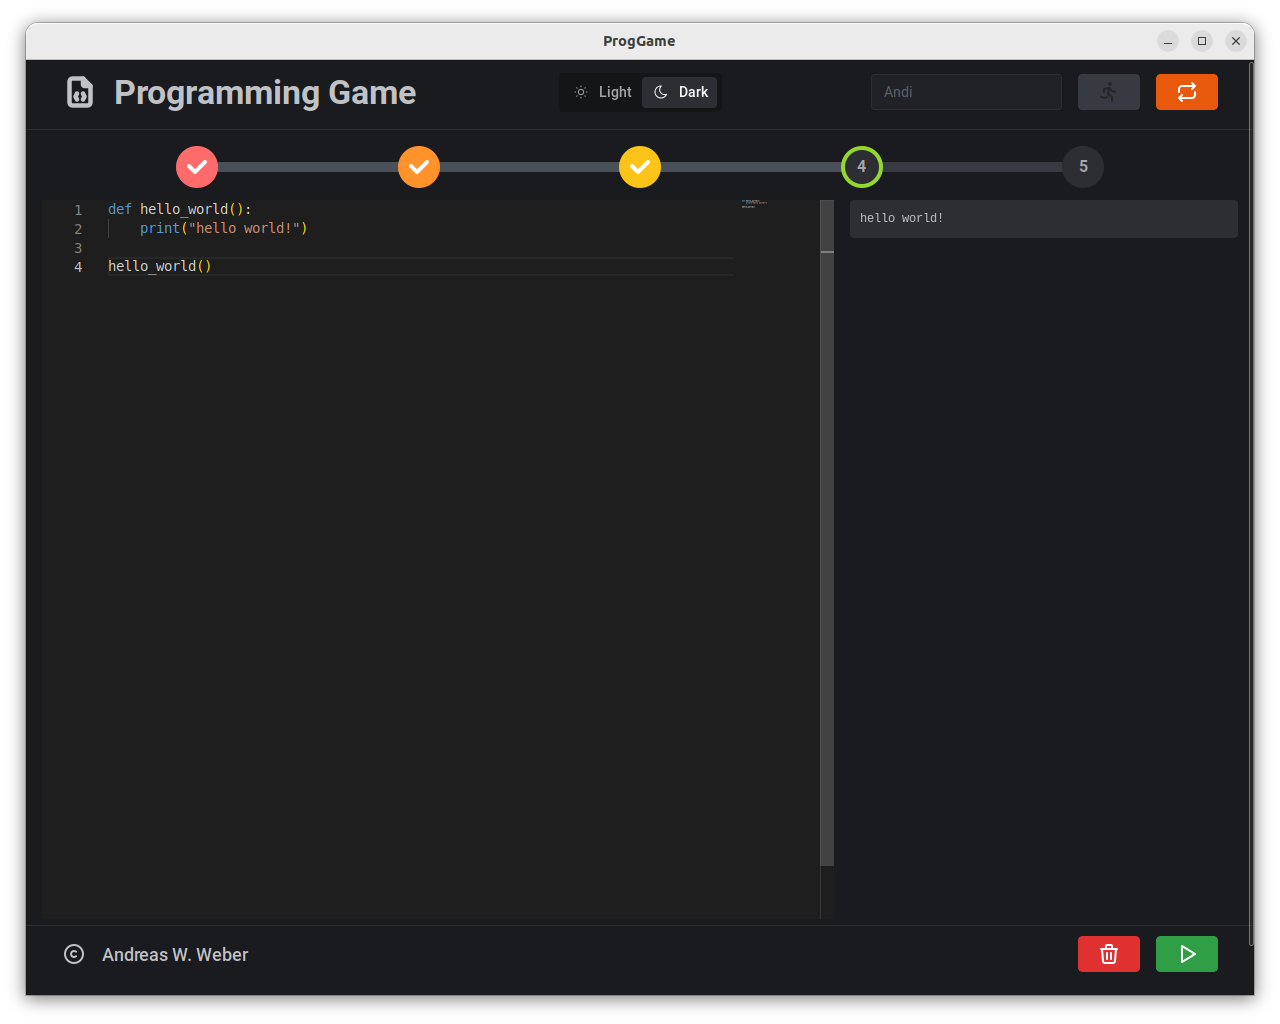 ProgGame
Programming Game
Light
Dark
Andi
4
5
1 def hello_world():
2     print("hello world!")
3
4 hello_world()
hello world!
Andreas W. Weber